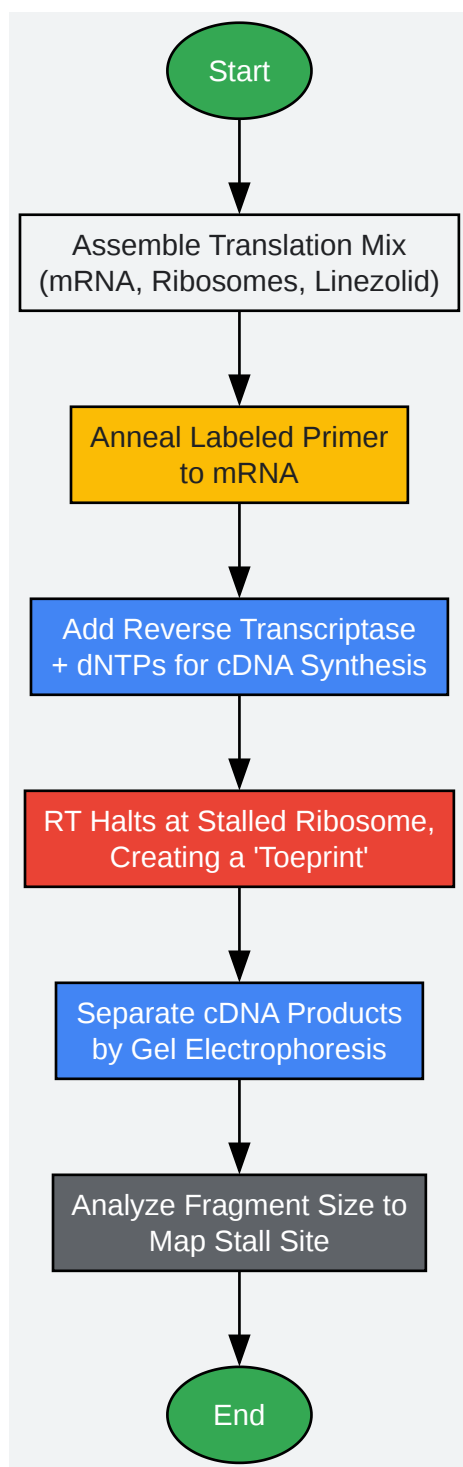 Start
Assemble Translation Mix
(mRNA, Ribosomes, Linezolid)
Anneal Labeled Primer
to mRNA
Add Reverse Transcriptase
+ dNTPs for cDNA Synthesis
RT Halts at Stalled Ribosome,
Creating a 'Toeprint'
Separate cDNA Products
by Gel Electrophoresis
Analyze Fragment Size to
Map Stall Site
End